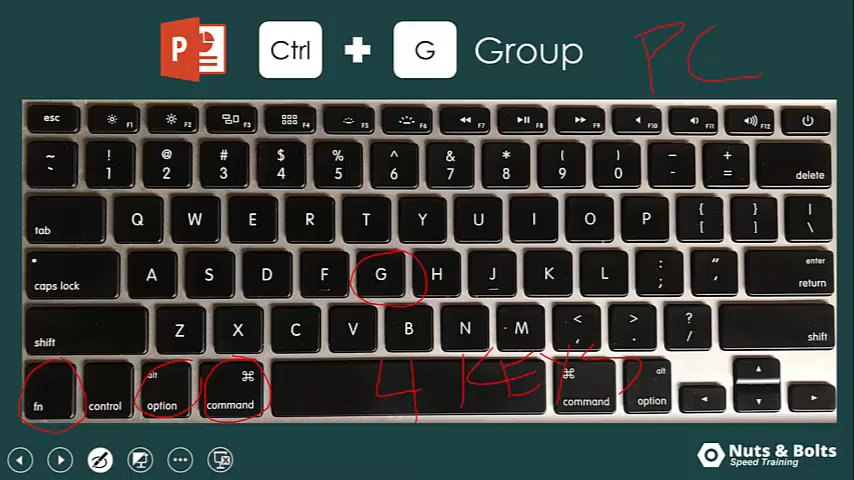 P Ctrl + G Group PC
esc F1 F2 F3 F4 F5 F6 F7 F8 F9 F10 F11 F12
~ ` ! 1 @ 2 # 3 $ 4 % 5 ^ 6 & 7 * 8 ( 9 ) 0 _ - + = delete
tab Q W E R T Y U I O P { [ } ] | \
caps lock A S D F G H J K L : ; " ' enter return
shift Z X C V B N M < , > . ? / shift
fn control alt option ⌘ command 4 KEYS ⌘ command alt option
Nuts & Bolts
Speed Training